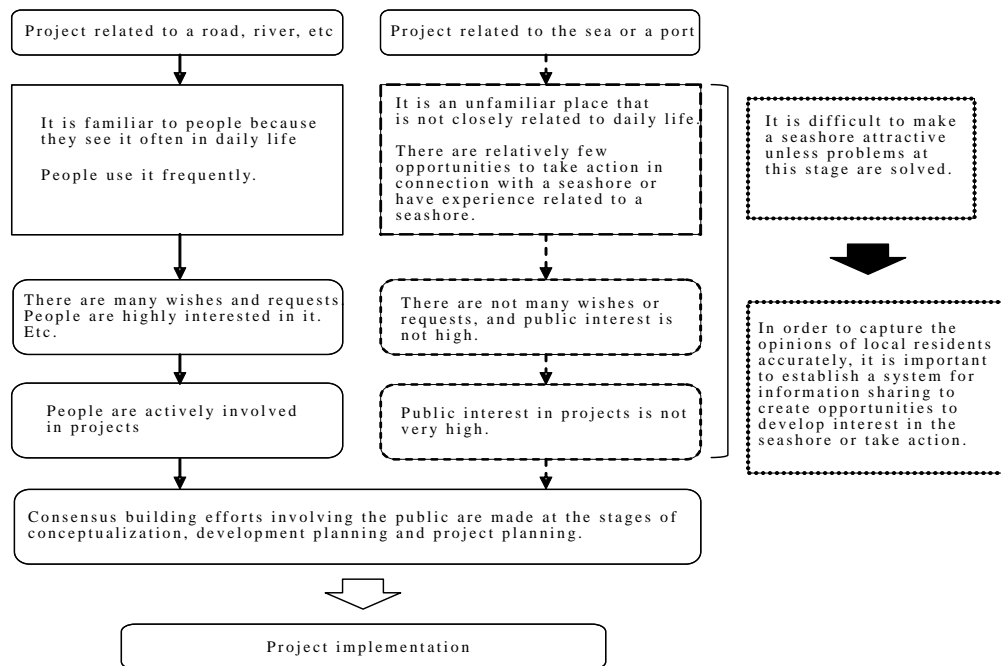 Project related to a road, river, etc
It is familiar to people because
they see it often in daily life
People use it frequently.
There are many wishes and requests.
People are highly interested in it.
Etc.
People are actively involved
in projects
Project related to the sea or a port
It is an unfamiliar place that
is not closely related to daily life.
There are relatively few
opportunities to take action in
connection with a seashore or
have experience related to a
seashore.
There are not many wishes or
requests, and public interest is
not high.
Public interest in projects is not
very high.
It is difficult to make
a seashore attractive
unless problems at
this stage are solved.
In order to capture the
opinions of local residents
accurately, it is important
to establish a system for
information sharing to
create opportunities to
develop interest in the
seashore or take action.
Consensus building efforts involving the public are made at the stages of
conceptualization, development planning and project planning.
Project implementation